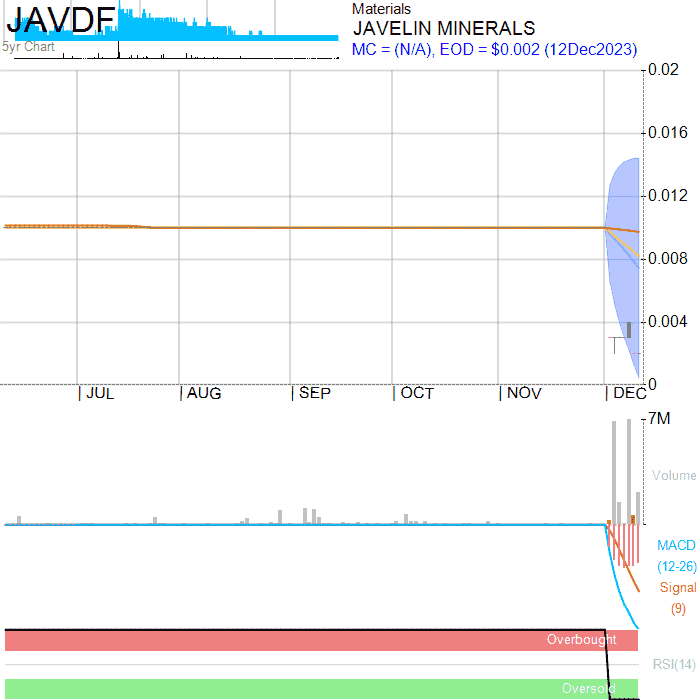 JAVDF
5yr Chart
Materials
JAVELIN MINERALS
MC = (N/A), EOD = $0.002 (12Dec2023)
0.02
0.016
0.012
0.008
0.004
0
| JUL | AUG | SEP | OCT | NOV | DEC
7M
Volume
MACD
(12-26)
Signal
(9)
Overbought
RSI(14)
Oversold